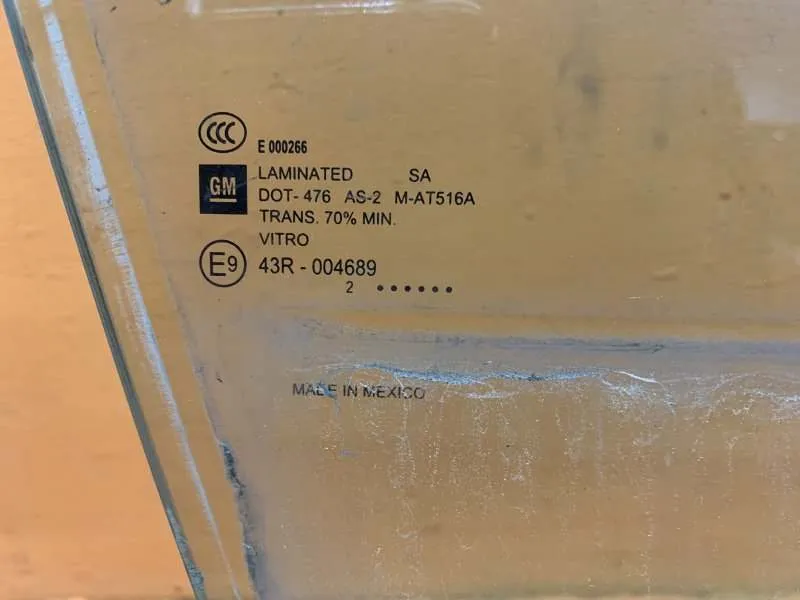 CCC E 000266
GM LAMINATED SA
DOT- 476 AS-2 M-AT516A
TRANS. 70% MIN.
VITRO
E9 43R - 004689
2 ••••••
MADE IN MEXICO